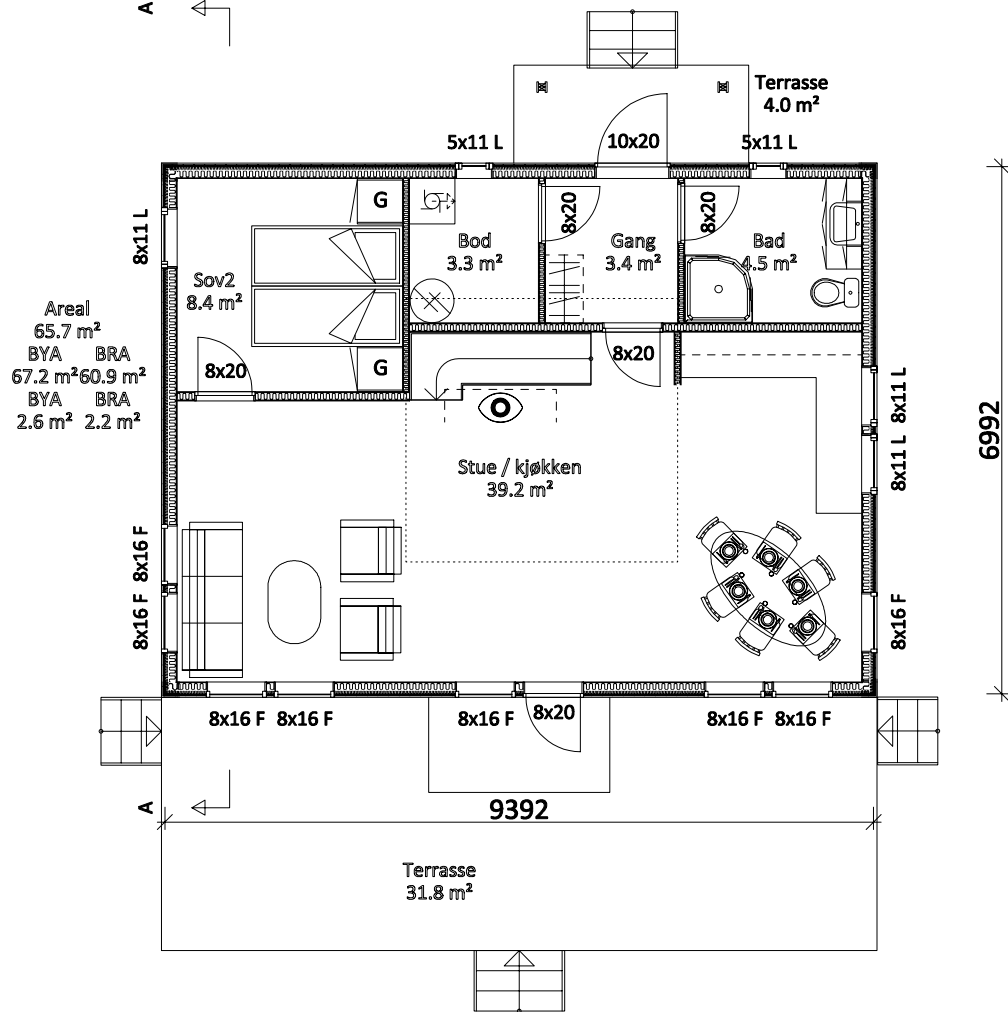 A
Terrasse
4.0 m²
5x11 L
10x20
5x11 L
8x11 L
G
8x20
8x20
Bod
3.3 m²
Gang
3.4 m²
Bad
4.5 m²
Sov2
8.4 m²
Areal
65.7 m²
BYA BRA
67.2 m² 60.9 m²
BYA BRA
2.6 m² 2.2 m²
8x20
G
8x20
8x11 L
8x11 L
6992
Stue / kjøkken
39.2 m²
8x16 F
8x16 F
8x16 F
8x16 F 8x16 F
8x16 F
8x20
8x16 F 8x16 F
A
9392
Terrasse
31.8 m²